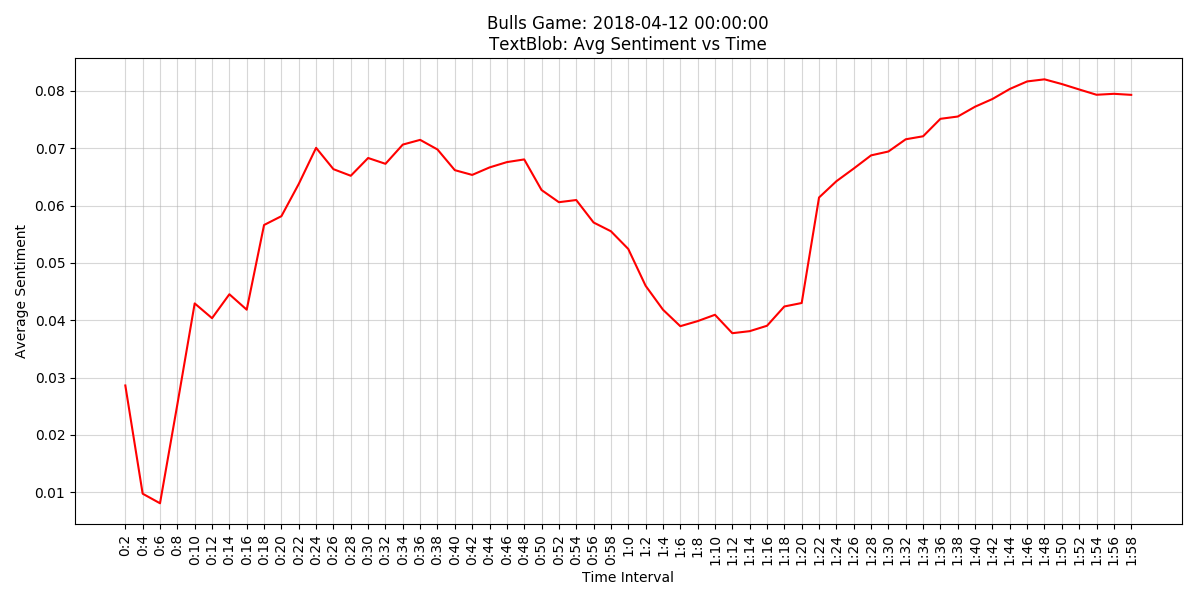 Bulls Game: 2018-04-12 00:00:00
TextBlob: Avg Sentiment vs Time
Average Sentiment
0.08
0.07
0.06
0.05
0.04
0.03
0.02
0.01
0:2 0:4 0:6 0:8 0:10 0:12 0:14 0:16 0:18 0:20 0:22 0:24 0:26 0:28 0:30 0:32 0:34 0:36 0:38 0:40 0:42 0:44 0:46 0:48 0:50 0:52 0:54 0:56 0:58 1:0 1:2 1:4 1:6 1:8 1:10 1:12 1:14 1:16 1:18 1:20 1:22 1:24 1:26 1:28 1:30 1:32 1:34 1:36 1:38 1:40 1:42 1:44 1:46 1:48 1:50 1:52 1:54 1:56 1:58
Time Interval